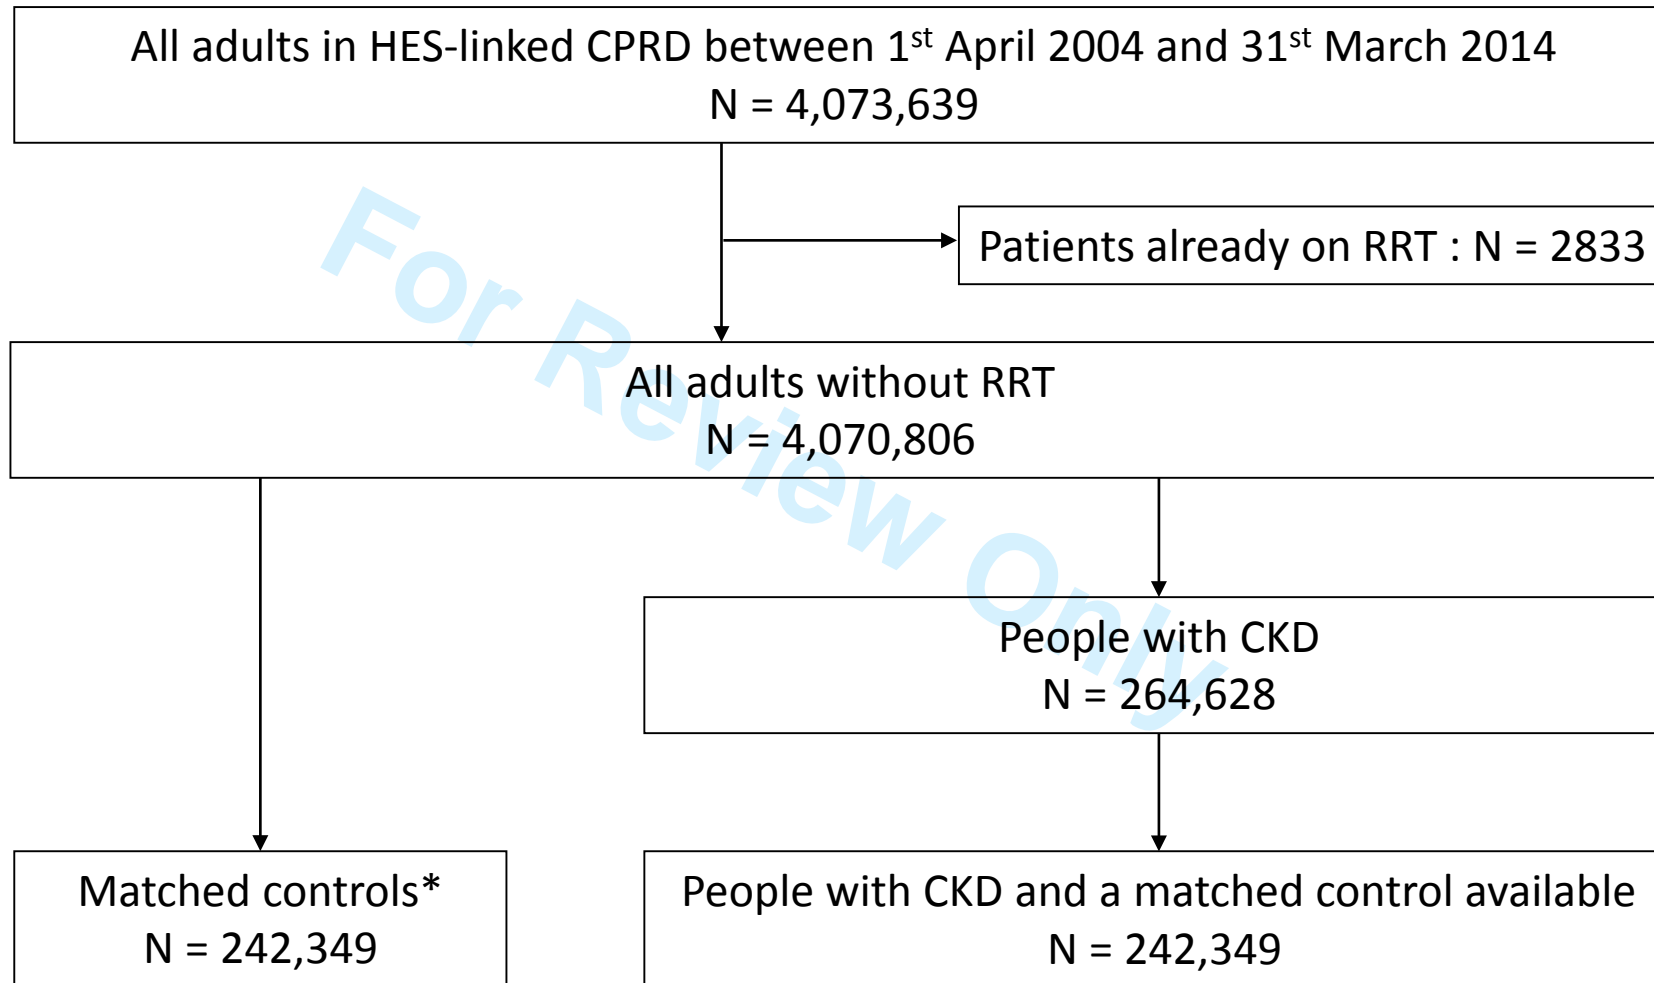 All adults in HES-linked CPRD between 1st April 2004 and 31st March 2014
N = 4,073,639
Patients already on RRT : N = 2833
All adults without RRT
N = 4,070,806
People with CKD
N = 264,628
Matched controls*
N = 242,349
People with CKD and a matched control available
N = 242,349
For Review Only